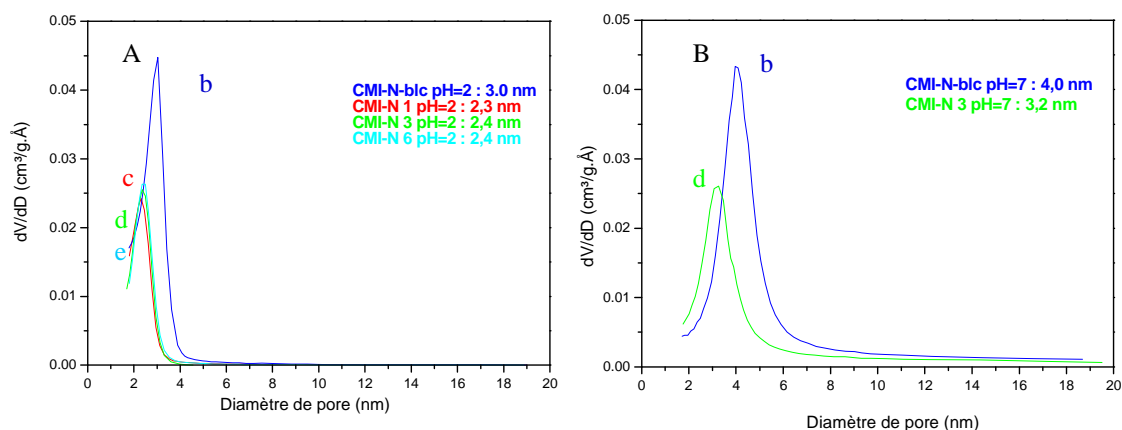 A
b
CMI-N-blc pH=2 : 3.0 nm
CMI-N 1 pH=2 : 2,3 nm
CMI-N 3 pH=2 : 2,4 nm
CMI-N 6 pH=2 : 2,4 nm
c
d
e
0.05
0.04
0.03
0.02
0.01
0.00
dV/dD (cm³/g.Å)
0 2 4 6 8 10 12 14 16 18 20
Diamètre de pore (nm)
B
b
CMI-N-blc pH=7 : 4,0 nm
CMI-N 3 pH=7 : 3,2 nm
d
0.05
0.04
0.03
0.02
0.01
0.00
dV/dD (cm³/g.Å)
0 2 4 6 8 10 12 14 16 18 20
Diamètre de pore (nm)